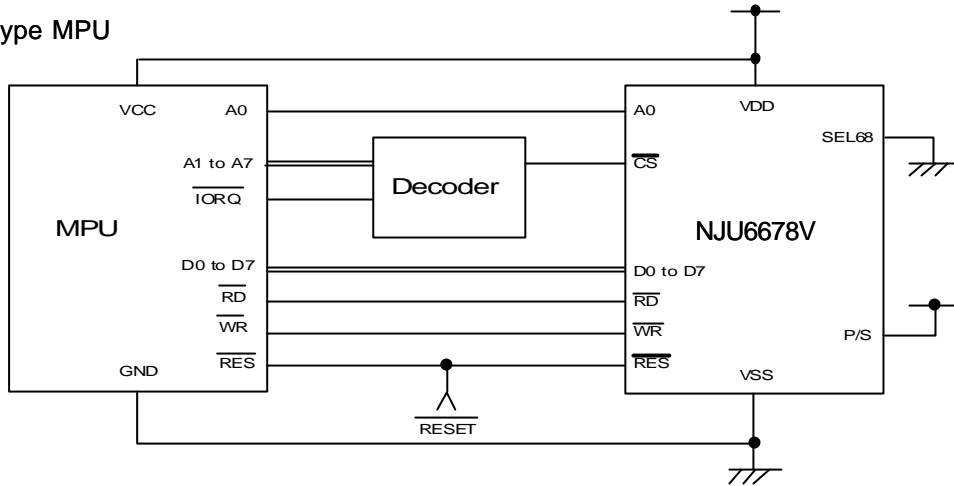 ype MPU
VCC
A0
A1 to A7
IORQ
MPU
D0 to D7
RD
WR
RES
GND
Decoder
RESET
A0
VDD
SEL68
CS
NJU6678V
D0 to D7
RD
WR
P/S
RES
VSS